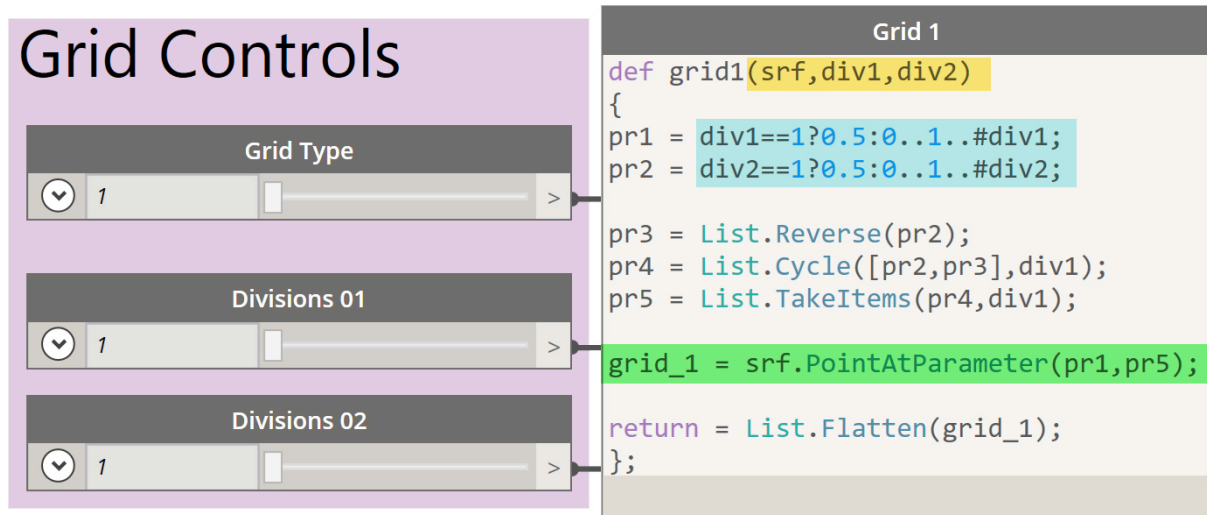 Grid Controls
Grid Type
1
>
Divisions 01
1
>
Divisions 02
1
>
Grid 1
def grid1(srf,div1,div2)
{
pr1 = div1==1?0.5:0..1..#div1;
pr2 = div2==1?0.5:0..1..#div2;
pr3 = List.Reverse(pr2);
pr4 = List.Cycle([pr2,pr3],div1);
pr5 = List.TakeItems(pr4,div1);
grid_1 = srf.PointAtParameter(pr1,pr5);
return = List.Flatten(grid_1);
};